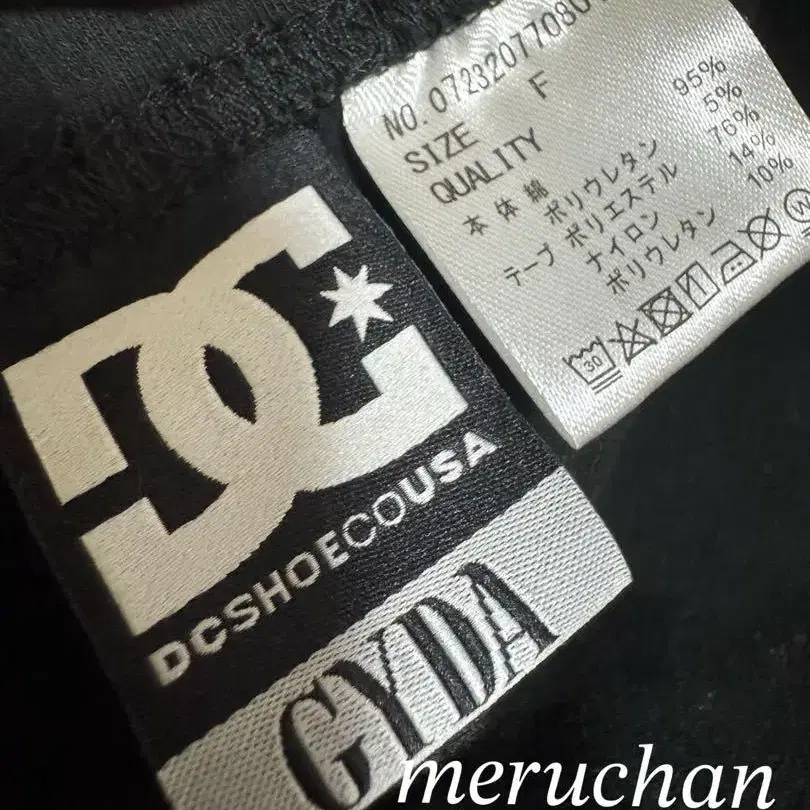 NO. 072320770801
SIZE F
QUALITY
本体 綿 95%
ポリウレタン 5%
テープ ポリエステル 76%
ナイロン 14%
ポリウレタン 10%
30
W
DC
DCSHOECOUSA
GYDA
meruchan